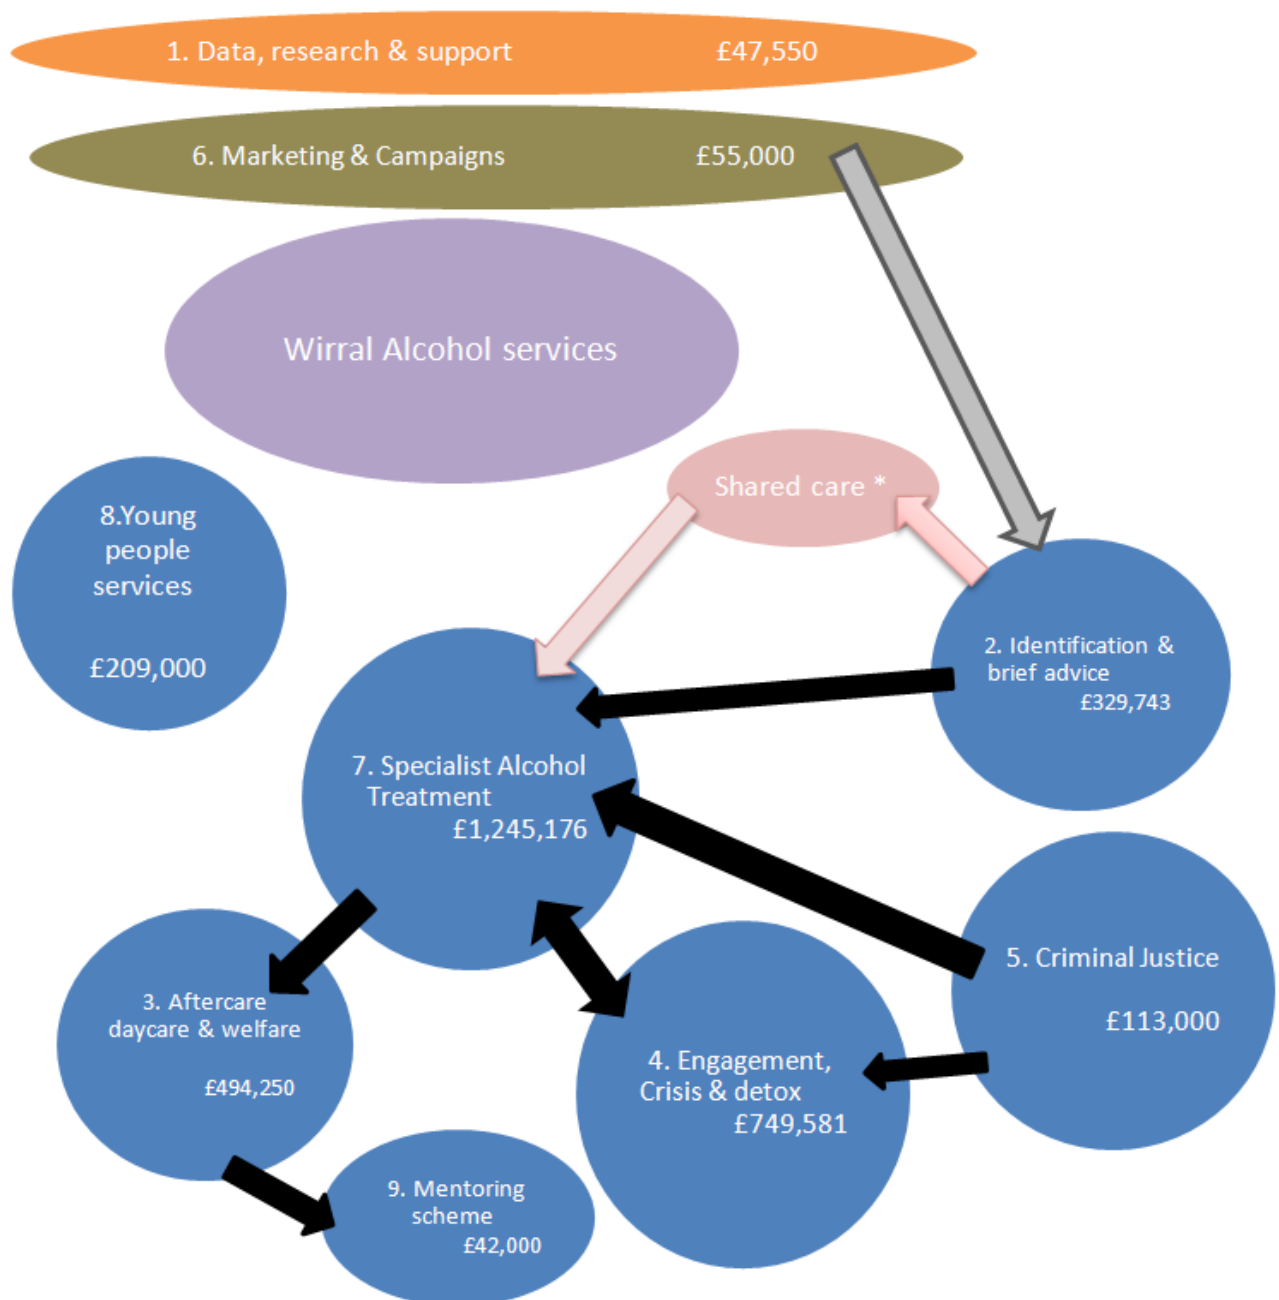 1. Data, research & support £47,550
6. Marketing & Campaigns £55,000
Wirral Alcohol services
Shared care *
8.Young
people
services
£209,000
2. Identification &
brief advice
£329,743
7. Specialist Alcohol
Treatment
£1,245,176
5. Criminal Justice
£113,000
3. Aftercare
daycare & welfare
£494,250
4. Engagement,
Crisis & detox
£749,581
9. Mentoring
scheme
£42,000